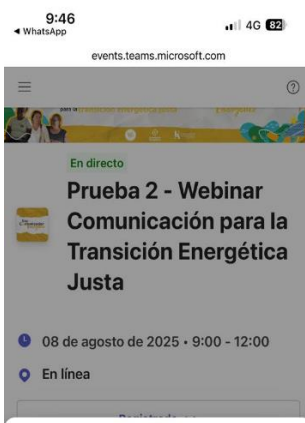 9:46
4G 82
WhatsApp
events.teams.microsoft.com
En directo
Prueba 2 - Webinar
Comunicación para la
Transición Energética
Justa
08 de agosto de 2025 • 9:00 - 12:00
En línea